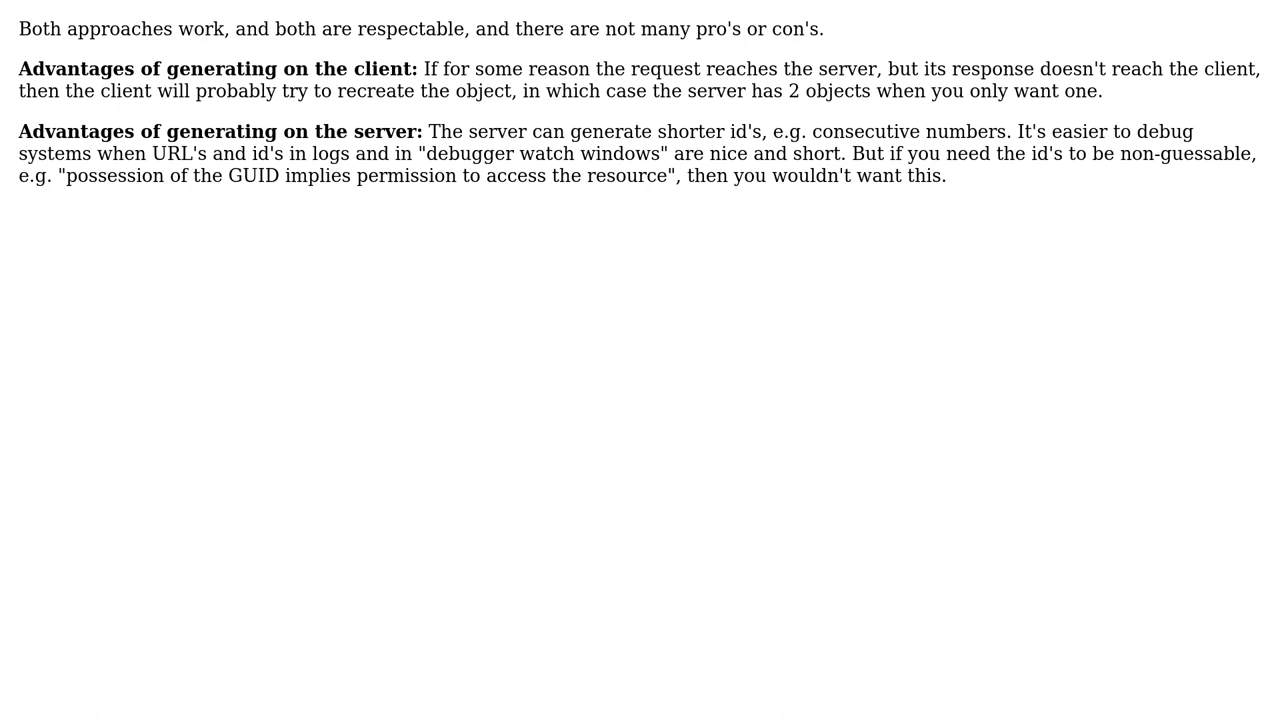 Both approaches work, and both are respectable, and there are not many pro's or con's.
Advantages of generating on the client: If for some reason the request reaches the server, but its response doesn't reach the client,
then the client will probably try to recreate the object, in which case the server has 2 objects when you only want one.
Advantages of generating on the server: The server can generate shorter id's, e.g. consecutive numbers. It's easier to debug
systems when URL's and id's in logs and in "debugger watch windows" are nice and short. But if you need the id's to be non-guessable,
e.g. "possession of the GUID implies permission to access the resource", then you wouldn't want this.